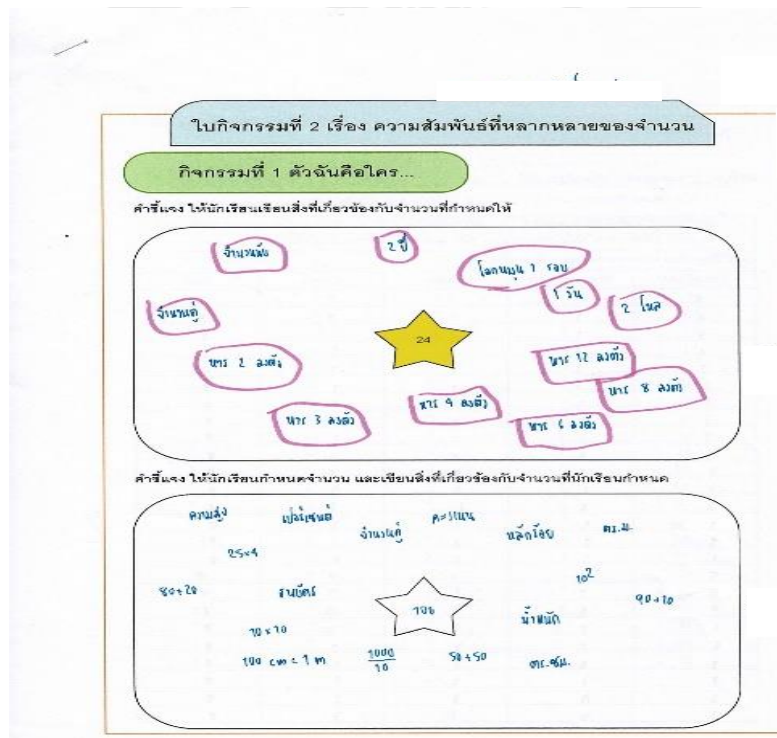 ใบกิจกรรมที่ 2 เรื่อง ความสัมพันธ์ที่หลากหลายของจำนวน
กิจกรรมที่ 1 ตัวฉันคือใคร...
คำชี้แจง ให้นักเรียนเขียนสิ่งที่เกี่ยวข้องกับจำนวนที่กำหนดให้
จำนวนนับ
2 ปี
โลกหมุน 1 รอบ
1 วัน
2 โหล
จำนวนคู่
24
หาร 2 ลงตัว
หาร 12 ลงตัว
หาร 8 ลงตัว
หาร 4 ลงตัว
หาร 3 ลงตัว
หาร 6 ลงตัว
คำชี้แจง ให้นักเรียนกำหนดจำนวน และเขียนสิ่งที่เกี่ยวข้องกับจำนวนที่นักเรียนกำหนด
ความสูง
เปอร์เซนต์
จำนวนคู่
คะแนน
หลักร้อย
ตร.ม.
25×4
10²
80+20
ธนบัตร
100
90+10
น้ำหนัก
10×10
100 cm = 1 m
1000
10
50+50
ตร.ซม.